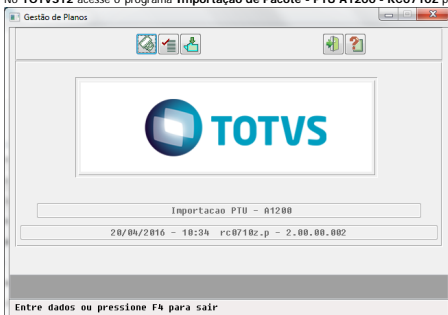 No TOTVS12 acesse o programa Importação de Pacote - PTU A1200 - RC0710Z p
Gestão de Planos
TOTVS
Importacao PTU - A1200
20/04/2016 - 10:34 rc0710z.p - 2.00.00.002
Entre dados ou pressione F4 para sair